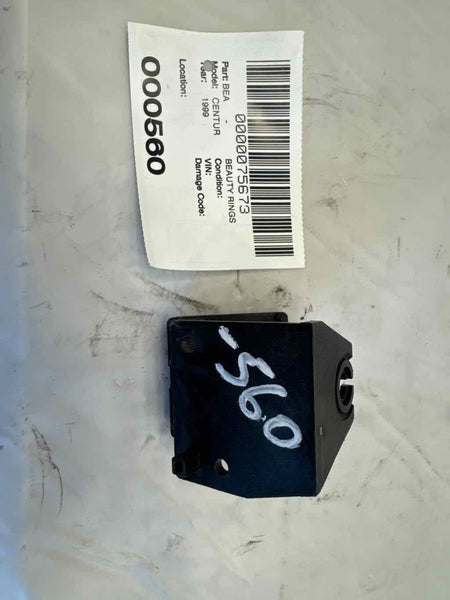 0000075673
Part: BEA - BEAUTY RINGS
Model: CENTUR Condition:
Year: 1999 VIN:
Damage Code:
Location:
000560
-560